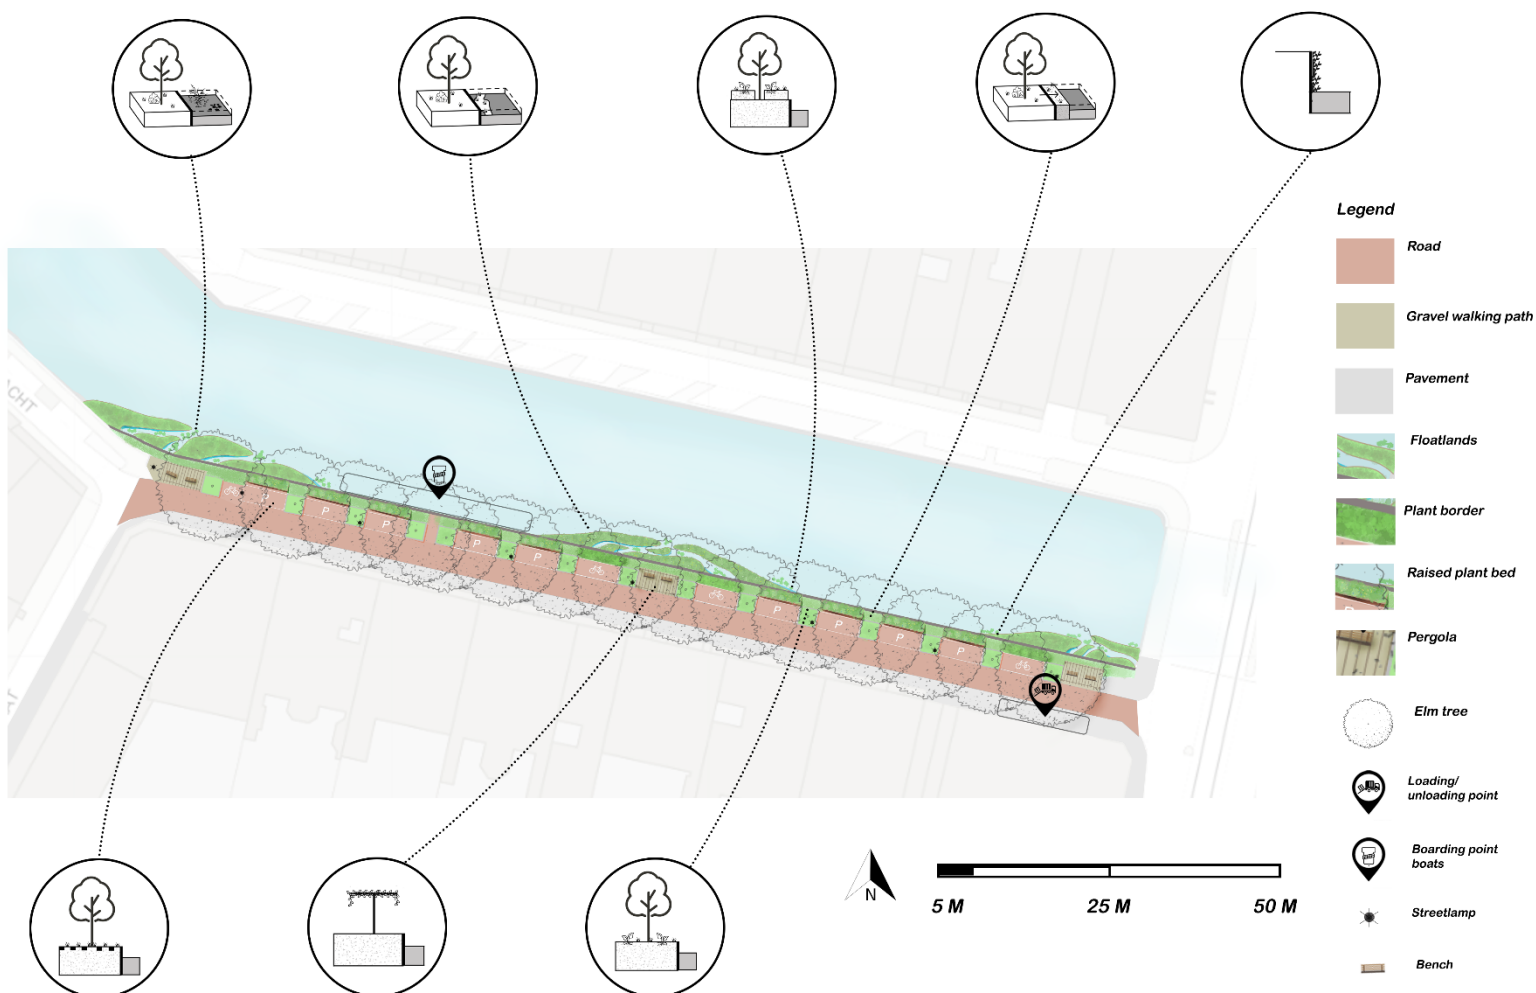 Legend
Road
Gravel walking path
Pavement
Floatlands
Plant border
Raised plant bed
Pergola
Elm tree
Loading/
unloading point
Boarding point
boats
Streetlamp
Bench
CHT
P
P
P
P
P
P
P
P
N
5 M
25 M
50 M